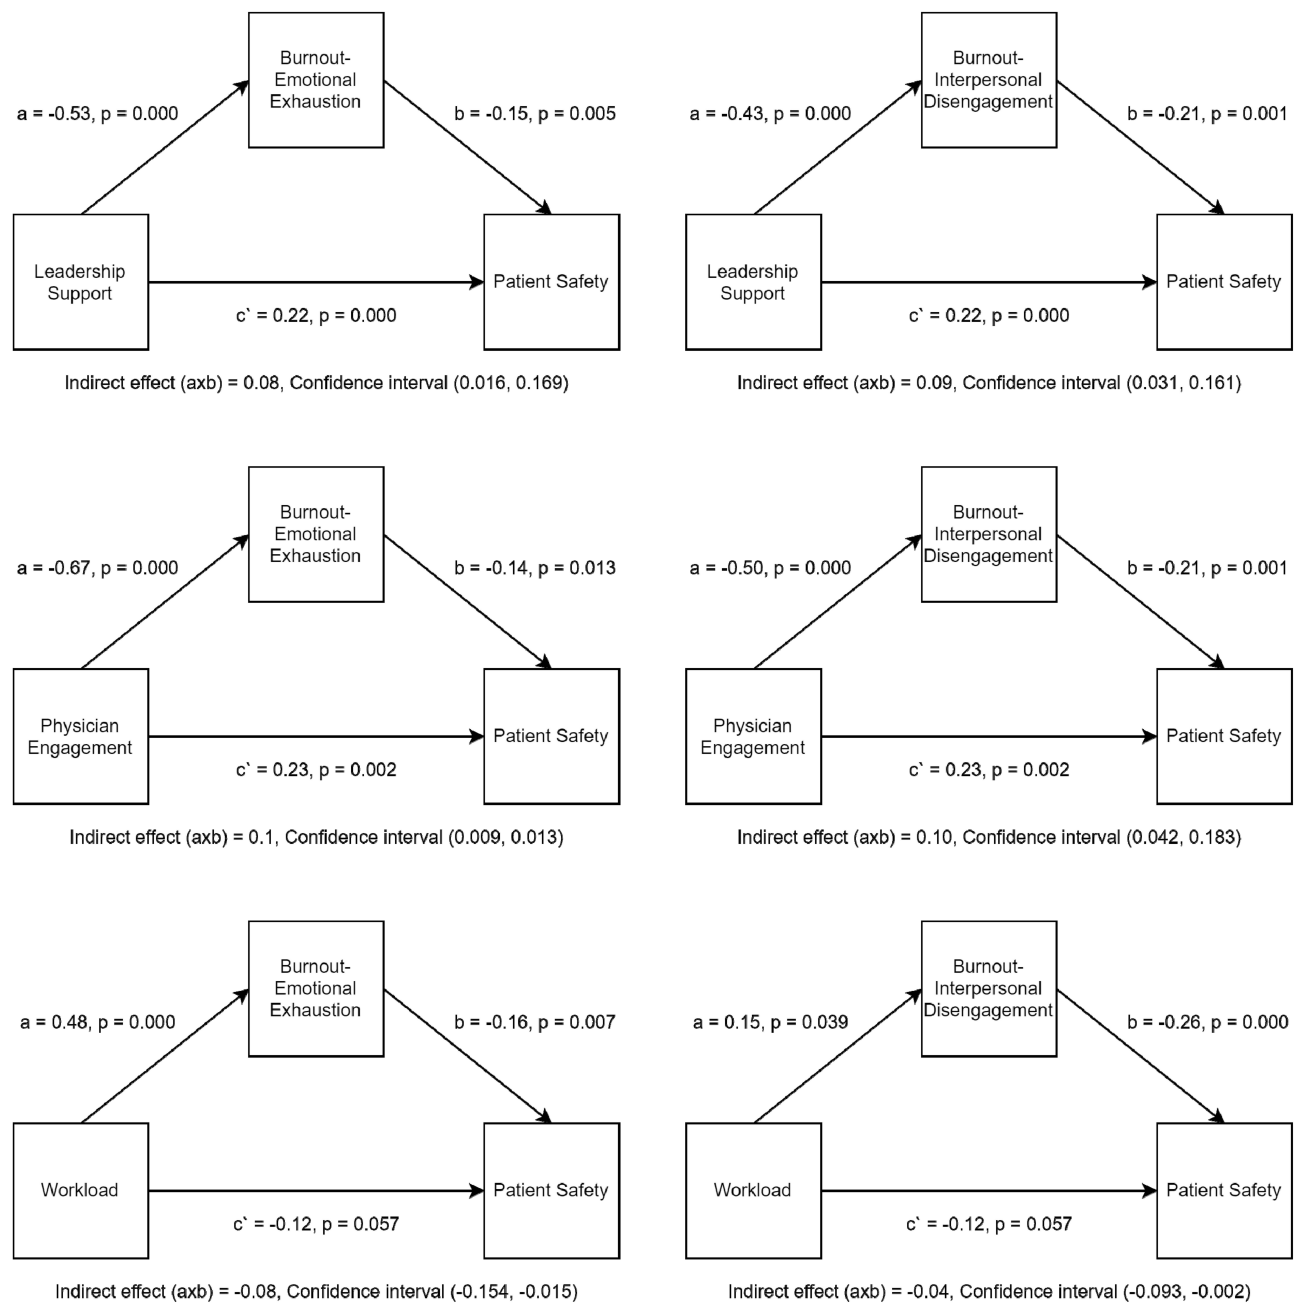 Burnout-
Emotional
Exhaustion
a = -0.53, p = 0.000
b = -0.15, p = 0.005
Leadership
Support
Patient Safety
c` = 0.22, p = 0.000
Indirect effect (axb) = 0.08, Confidence interval (0.016, 0.169)
Burnout-
Interpersonal
Disengagement
a = -0.43, p = 0.000
b = -0.21, p = 0.001
Leadership
Support
Patient Safety
c` = 0.22, p = 0.000
Indirect effect (axb) = 0.09, Confidence interval (0.031, 0.161)
Burnout-
Emotional
Exhaustion
a = -0.67, p = 0.000
b = -0.14, p = 0.013
Physician
Engagement
Patient Safety
c` = 0.23, p = 0.002
Indirect effect (axb) = 0.1, Confidence interval (0.009, 0.013)
Burnout-
Interpersonal
Disengagement
a = -0.50, p = 0.000
b = -0.21, p = 0.001
Physician
Engagement
Patient Safety
c` = 0.23, p = 0.002
Indirect effect (axb) = 0.10, Confidence interval (0.042, 0.183)
Burnout-
Emotional
Exhaustion
a = 0.48, p = 0.000
b = -0.16, p = 0.007
Workload
Patient Safety
c` = -0.12, p = 0.057
Indirect effect (axb) = -0.08, Confidence interval (-0.154, -0.015)
Burnout-
Interpersonal
Disengagement
a = 0.15, p = 0.039
b = -0.26, p = 0.000
Workload
Patient Safety
c` = -0.12, p = 0.057
Indirect effect (axb) = -0.04, Confidence interval (-0.093, -0.002)